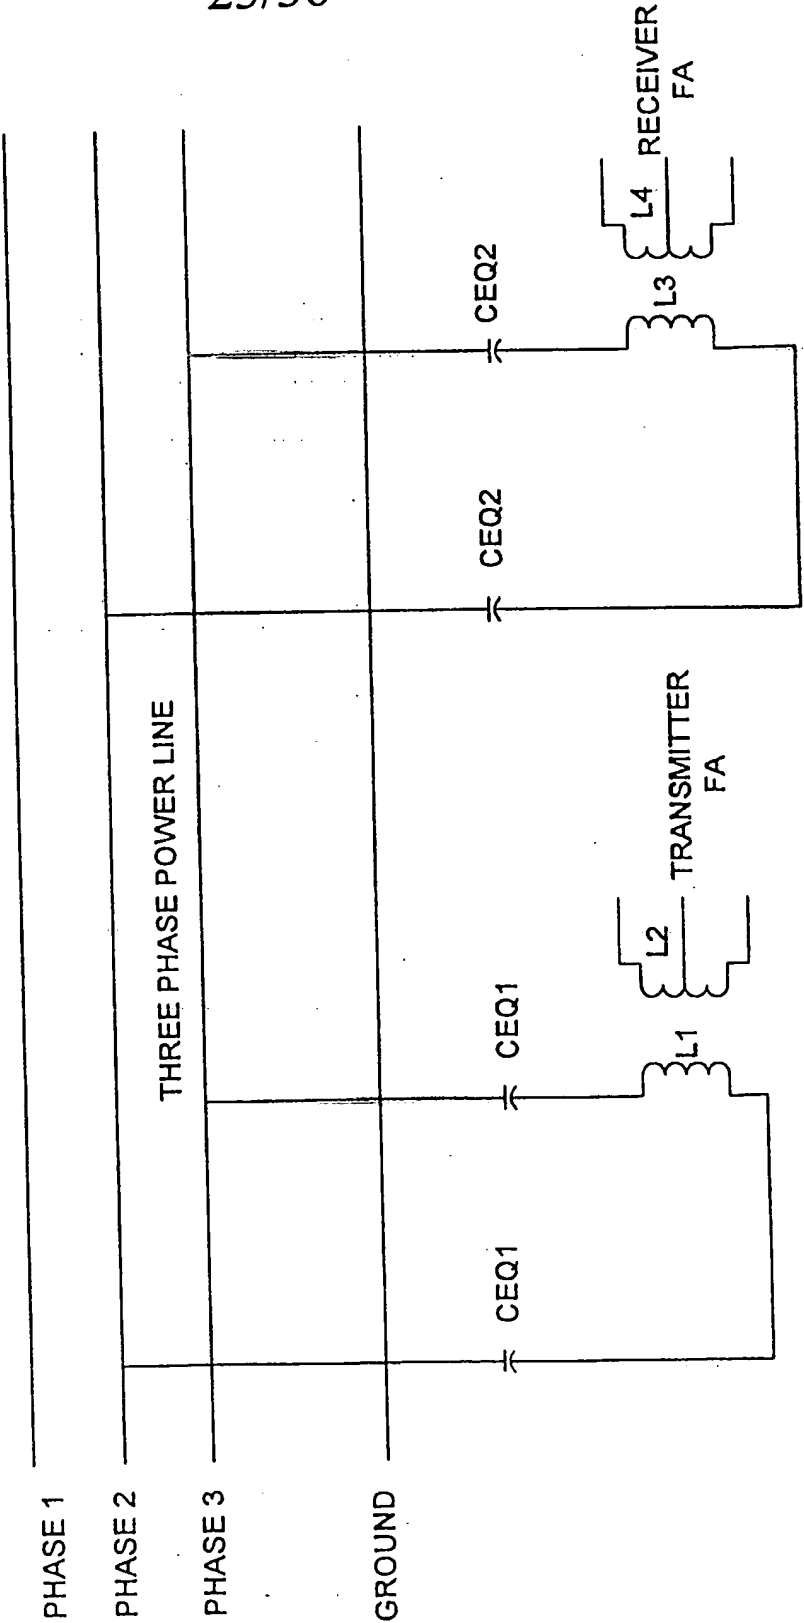 PHASE 1
PHASE 2
PHASE 3
GROUND
THREE PHASE POWER LINE
CEQ1
CEQ1
CEQ2
CEQ2
L1
L2
TRANSMITTER
FA
L3
L4
RECEIVER
FA